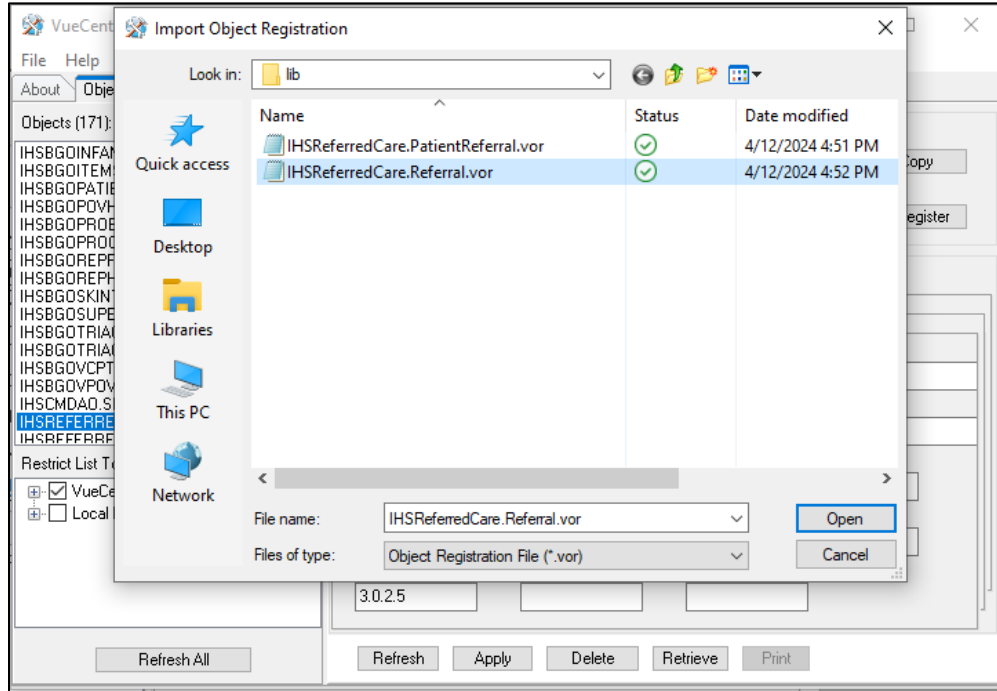 VueCent
Import Object Registration
File Help
Look in: lib
About Obje
Objects (171):
Name Status Date modified
IHSBGOINFAN
IHSBGOITEMS
IHSBGOPATIE
IHSBGOPOVH
IHSBGOPROB
IHSBGOPROC
IHSBGOREPF
IHSBGOREPH
IHSBGOSKINT
IHSBGOSUPE
IHSBGOTRIA
IHSBGOTRIA
IHSBGOVCPT
IHSBGOVPOV
IHSCMDAO.S
IHSREFERRE
IHSREFERRE
Quick access
Desktop
Libraries
This PC
Network
IHSReferredCare.PatientReferral.vor 4/12/2024 4:51 PM
IHSReferredCare.Referral.vor 4/12/2024 4:52 PM
Copy
egister
Restrict List T
VueCe
Local
File name: IHSReferredCare.Referral.vor Open
Files of type: Object Registration File (*.vor) Cancel
3.0.2.5
Refresh All Refresh Apply Delete Retrieve Print